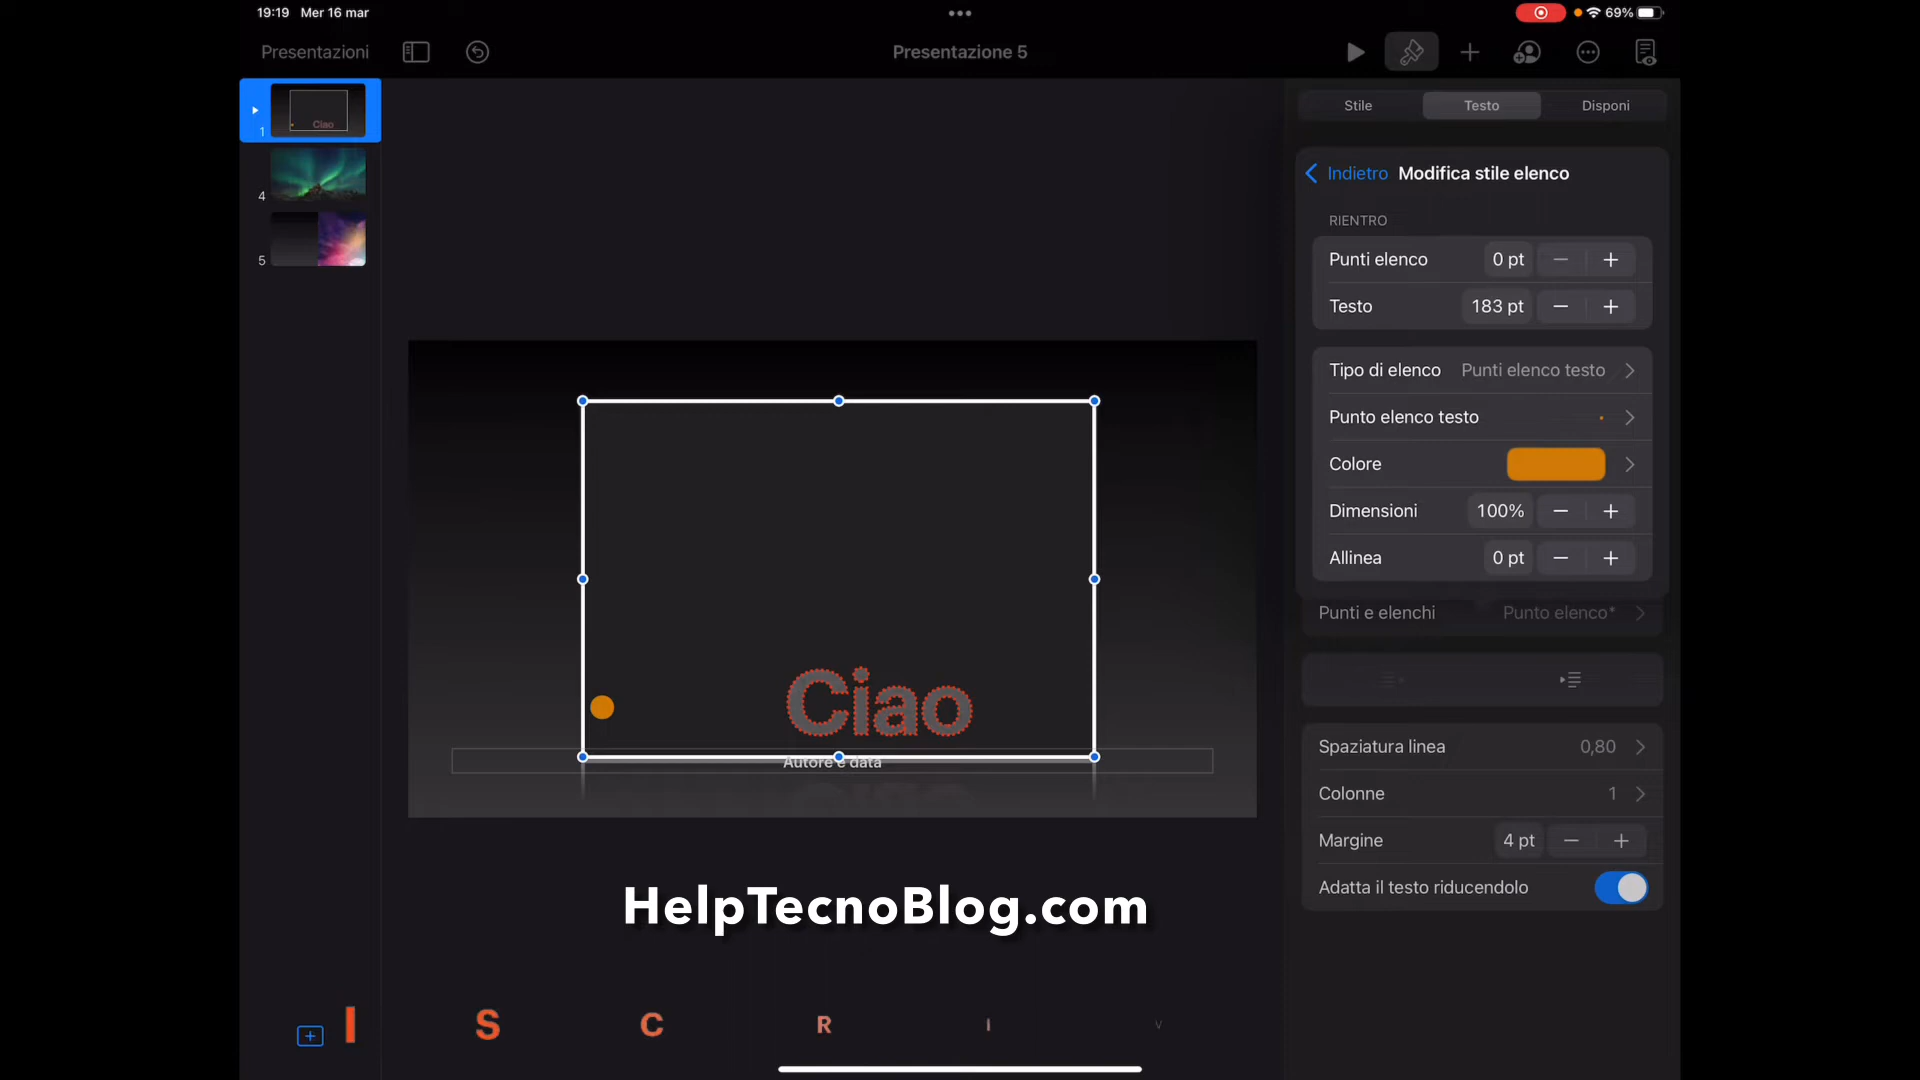 19:19 Mer 16 mar
69%
Presentazioni
Presentazione 5
Stile
Testo
Disponi
1
Ciao
4
5
Indietro
Modifica stile elenco
RIENTRO
Punti elenco 0 pt
Testo 183 pt
Tipo di elenco Punti elenco testo
Punto elenco testo
Colore
Dimensioni 100%
Allinea 0 pt
Punti e elenchi Punto elenco*
Spaziatura linea 0,80
Colonne 1
Margine 4 pt
Adatta il testo riducendolo
Ciao
Autore e data
HelpTecnoBlog.com
I S C R I V